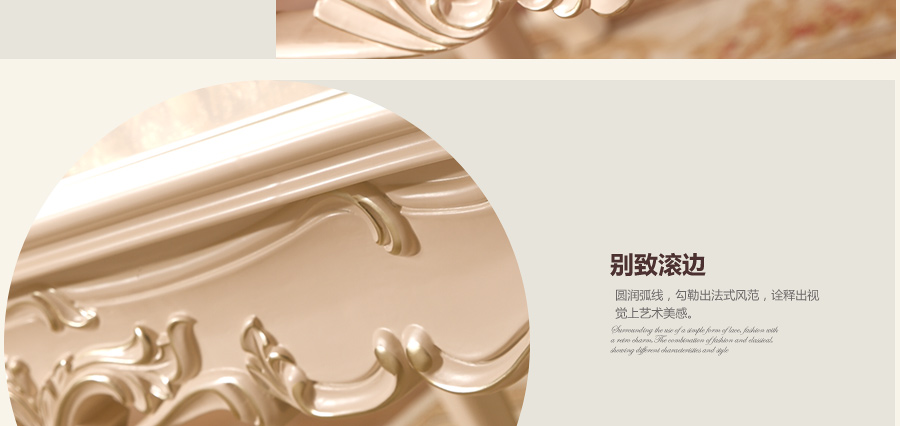 别致滚边
圆润弧线，勾勒出法式风范，诠释出视
觉上艺术美感。
Surrounding the use of a simple form of lace, fashion with
a retro charm. The combination of fashion and classical,
showing different characteristics and style